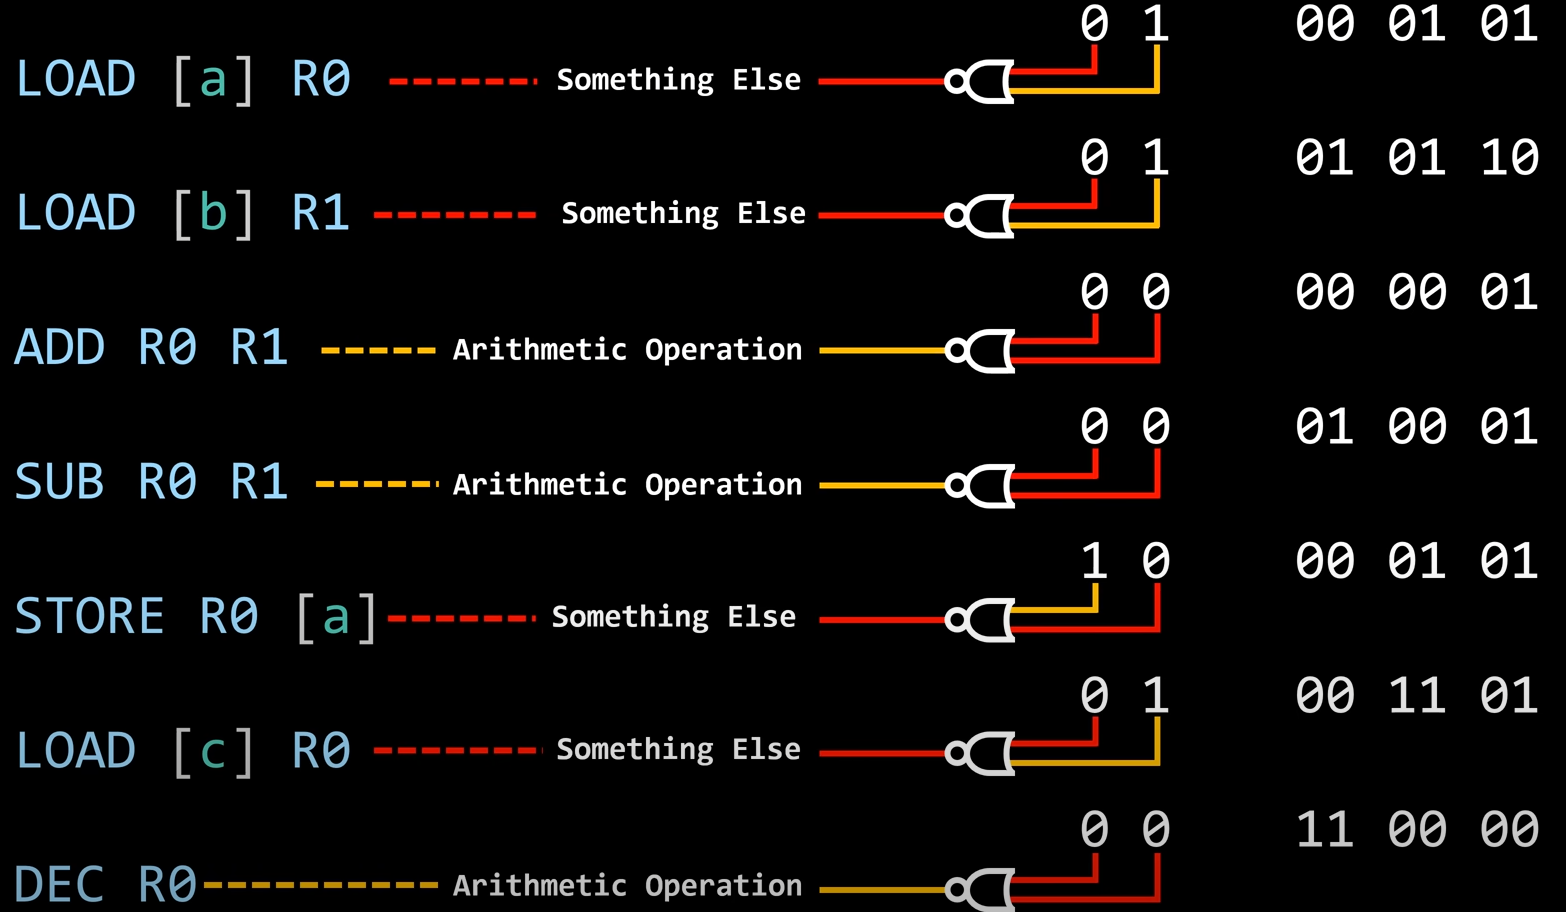 LOAD [a] R0 Something Else 0 1 00 01 01
LOAD [b] R1 Something Else 0 1 01 01 10
ADD R0 R1 Arithmetic Operation 0 0 00 00 01
SUB R0 R1 Arithmetic Operation 0 0 01 00 01
STORE R0 [a] Something Else 1 0 00 01 01
LOAD [c] R0 Something Else 0 1 00 11 01
DEC R0 Arithmetic Operation 0 0 11 00 00